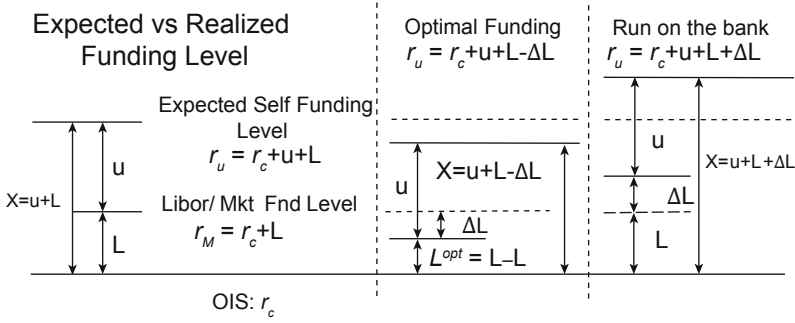 Expected vs Realized
Funding Level
Expected Self Funding
Level
r_u = r_c+u+L
Libor/ Mkt Fnd Level
r_M = r_c+L
X=u+L
u
L
OIS: r_c
Optimal Funding
r_u = r_c+u+L-ΔL
X=u+L-ΔL
u
ΔL
L^opt = L–L
Run on the bank
r_u = r_c+u+L+ΔL
u
X=u+L+ΔL
ΔL
L